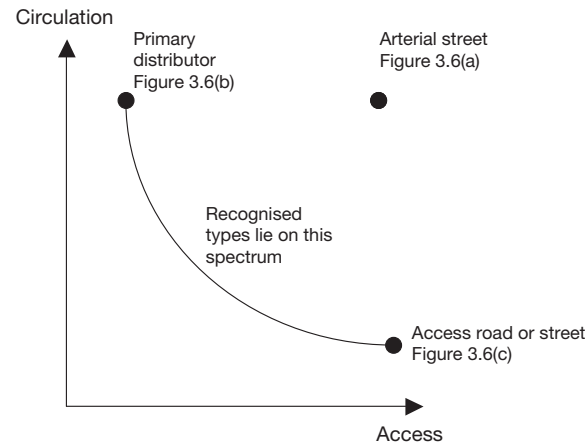 Circulation
Primary
distributor
Figure 3.6(b)
Arterial street
Figure 3.6(a)
Recognised
types lie on this
spectrum
Access road or street
Figure 3.6(c)
Access